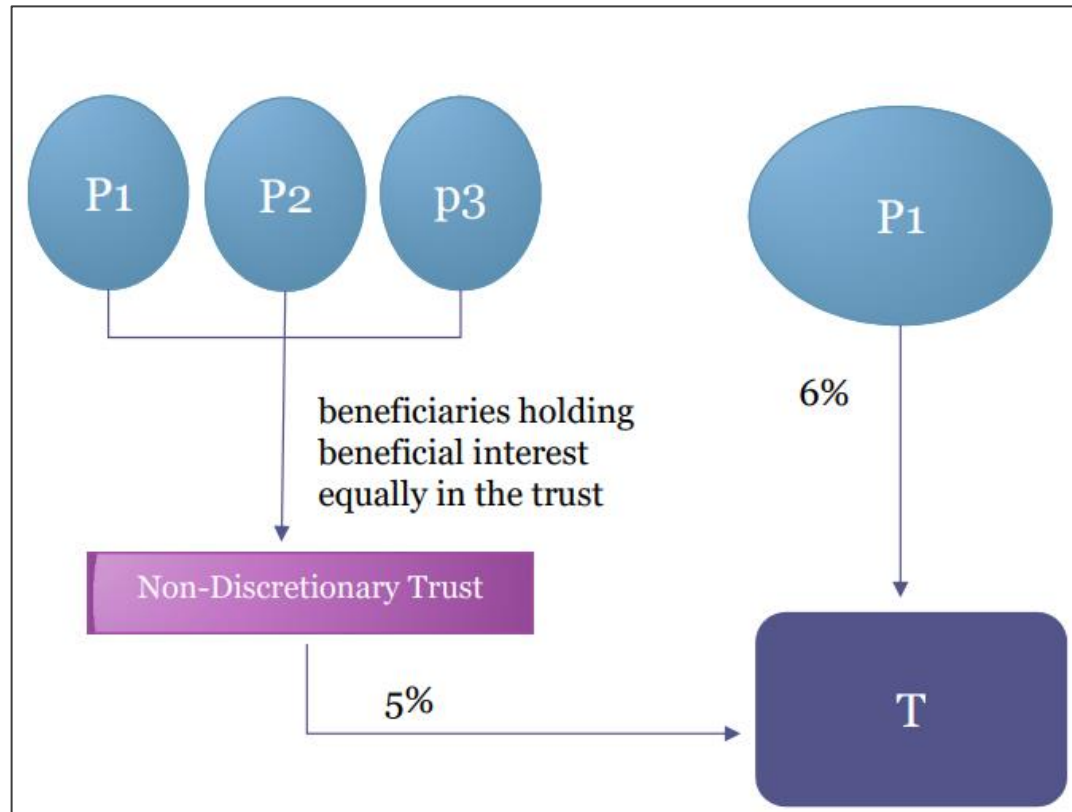 P1
P2
p3
P1
6%
beneficiaries holding
beneficial interest
equally in the trust
Non-Discretionary Trust
5%
T